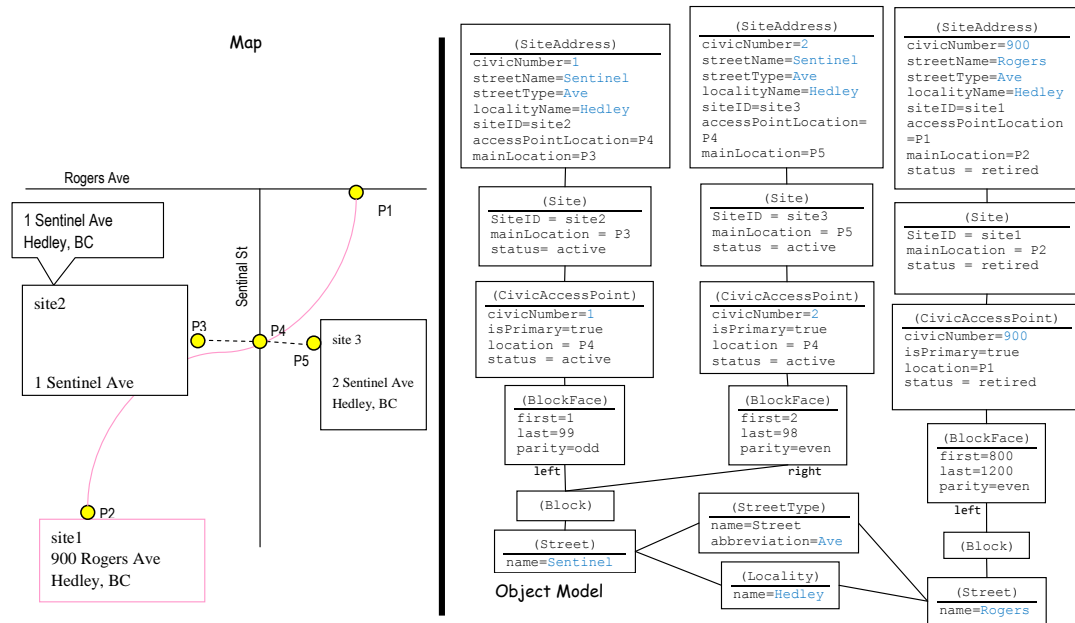 Map
Rogers Ave
P1
1 Sentinel Ave
Hedley, BC
Sentinal St
site2
P3
P4
P5
site 3
1 Sentinel Ave
2 Sentinel Ave
Hedley, BC
P2
site1
900 Rogers Ave
Hedley, BC
(SiteAddress)
civicNumber=1
streetName=Sentinel
streetType=Ave
localityName=Hedley
siteID=site2
accessPointLocation=P4
mainLocation=P3
(Site)
SiteID = site2
mainLocation = P3
status= active
(CivicAccessPoint)
civicNumber=1
isPrimary=true
location = P4
status = active
(BlockFace)
first=1
last=99
parity=odd
left
(SiteAddress)
civicNumber=2
streetName=Sentinel
streetType=Ave
localityName=Hedley
siteID=site3
accessPointLocation=
P4
mainLocation=P5
(Site)
SiteID = site3
mainLocation = P5
status = active
(CivicAccessPoint)
civicNumber=2
isPrimary=true
location = P4
status = active
(BlockFace)
first=2
last=98
parity=even
right
(Block)
(Street)
name=Sentinel
(StreetType)
name=Street
abbreviation=Ave
(Locality)
name=Hedley
(SiteAddress)
civicNumber=900
streetName=Rogers
streetType=Ave
localityName=Hedley
siteID=site1
accessPointLocation
=P1
mainLocation=P2
status = retired
(Site)
SiteID = site1
mainLocation = P2
status = retired
(CivicAccessPoint)
civicNumber=900
isPrimary=true
location=P1
status = retired
(BlockFace)
first=800
last=1200
parity=even
left
(Block)
(Street)
name=Rogers
Object Model